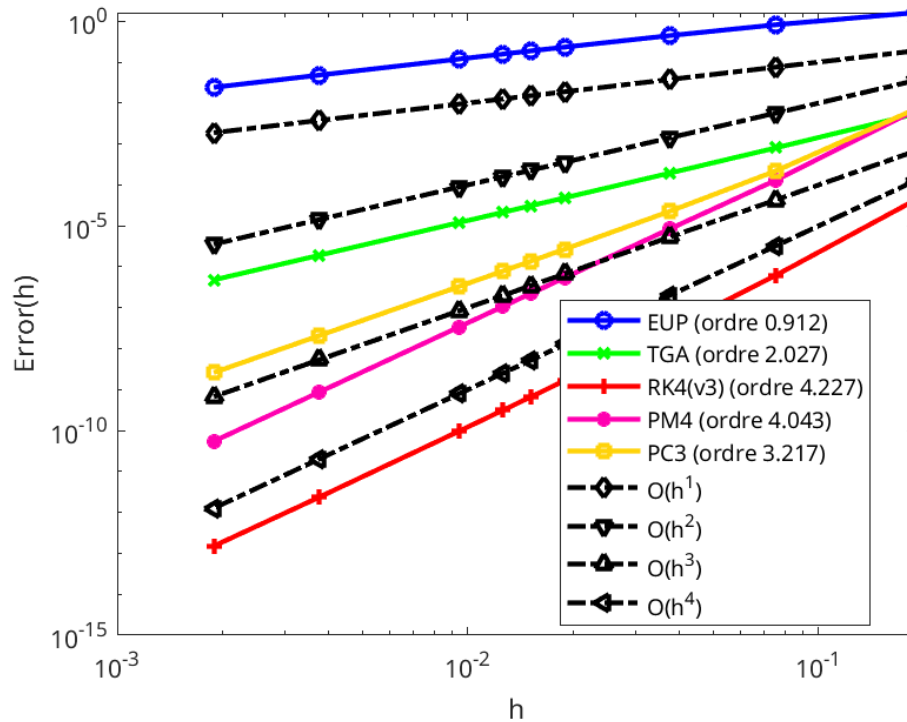 10^0
10^-5
10^-10
10^-15
Error(h)
10^-3
10^-2
10^-1
h
EUP (ordre 0.912)
TGA (ordre 2.027)
RK4(v3) (ordre 4.227)
PM4 (ordre 4.043)
PC3 (ordre 3.217)
O(h^1)
O(h^2)
O(h^3)
O(h^4)